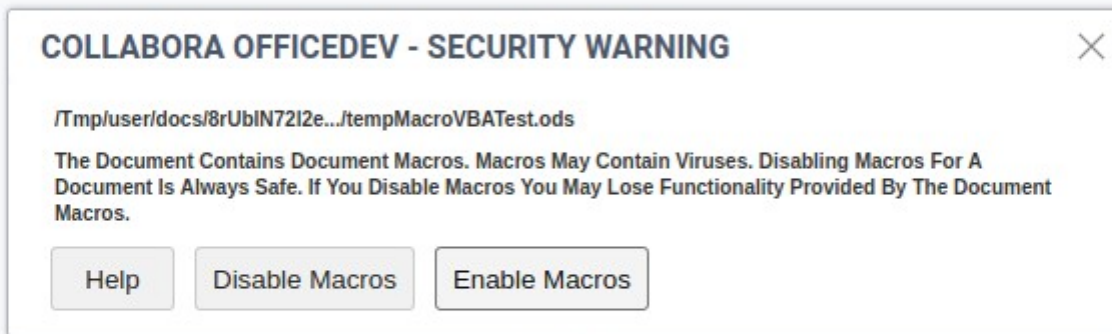 COLLABORA OFFICEDEV - SECURITY WARNING
/Tmp/user/docs/8rUbIN72I2e.../tempMacroVBATest.ods
The Document Contains Document Macros. Macros May Contain Viruses. Disabling Macros For A
Document Is Always Safe. If You Disable Macros You May Lose Functionality Provided By The Document
Macros.
Help Disable Macros Enable Macros